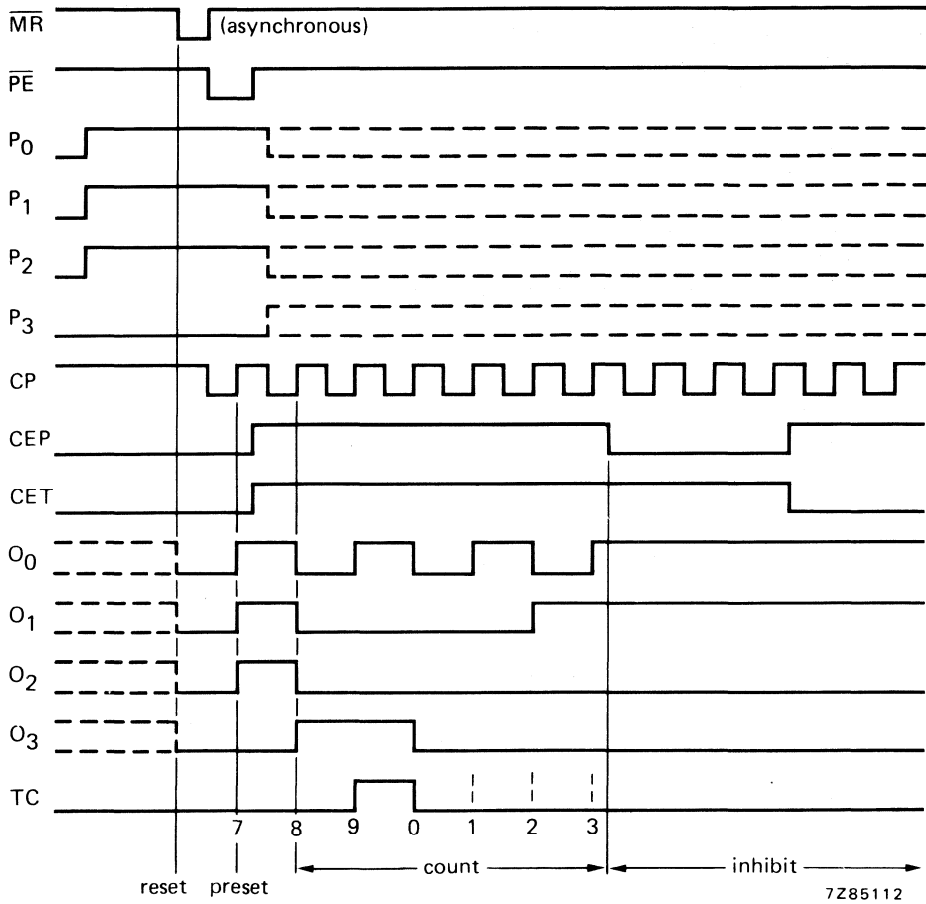 MR (asynchronous)
PE
P0
P1
P2
P3
CP
CEP
CET
O0
O1
O2
O3
TC
7 8 9 0 1 2 3
count inhibit
reset preset
7Z85112